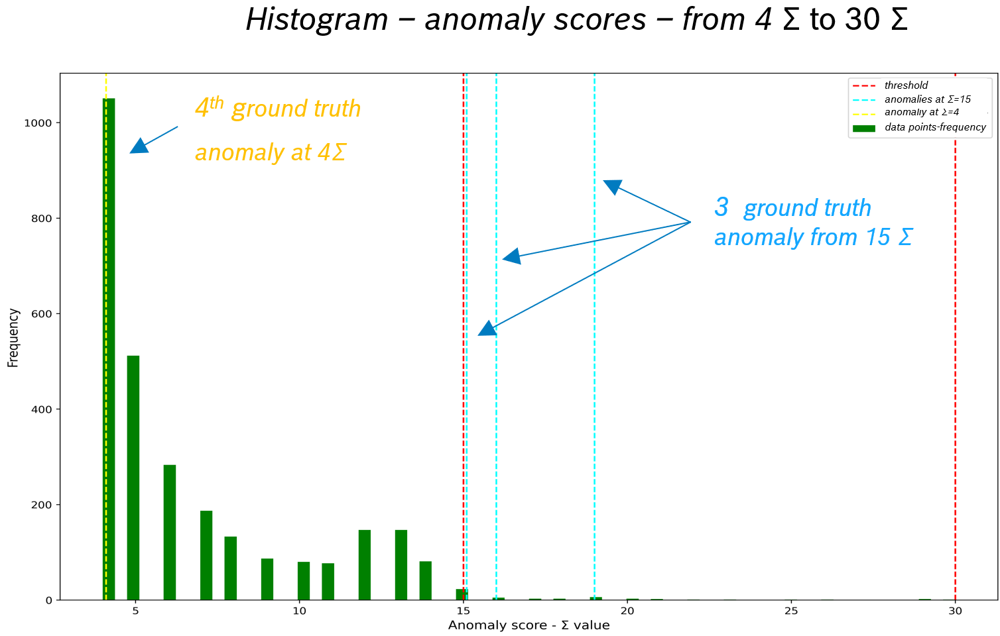 Histogram – anomaly scores – from 4 Σ to 30 Σ
threshold
anomalies at Σ=15
anomaly at Σ=4
data points-frequency
4th ground truth
anomaly at 4Σ
3 ground truth
anomaly from 15 Σ
Frequency
1000
800
600
400
200
0
5 10 15 20 25 30
Anomaly score - Σ value